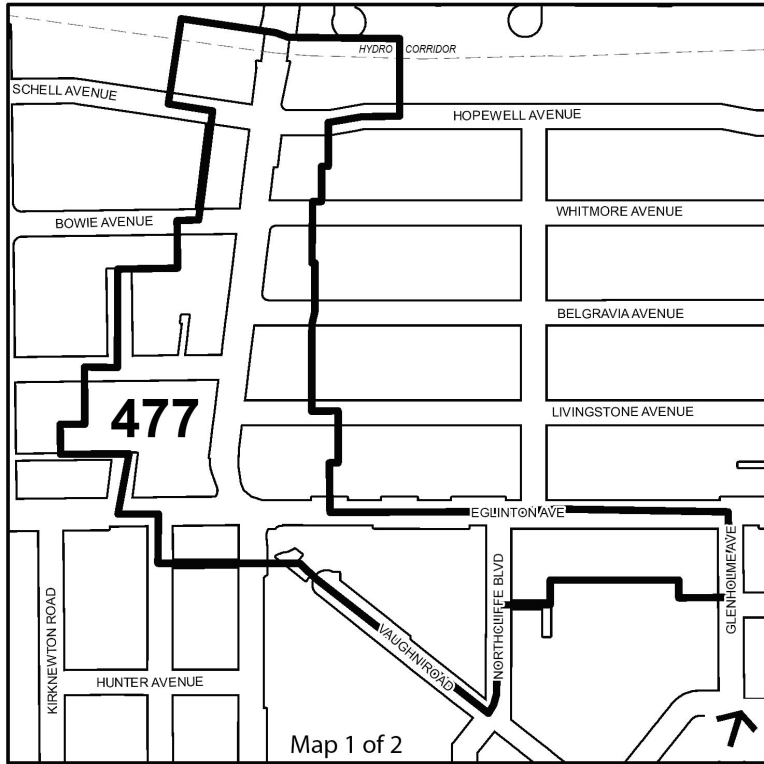 HYDRO CORRIDOR
SCHELL AVENUE
HOPEWELL AVENUE
BOWIE AVENUE
WHITMORE AVENUE
BELGRAVIA AVENUE
477
LIVINGSTONE AVENUE
EGLINTON AVE
KIRKNEWTON ROAD
NORTHCLIFFE BLVD
GLENHOLME AVE
VAUGHN ROAD
HUNTER AVENUE
Map 1 of 2